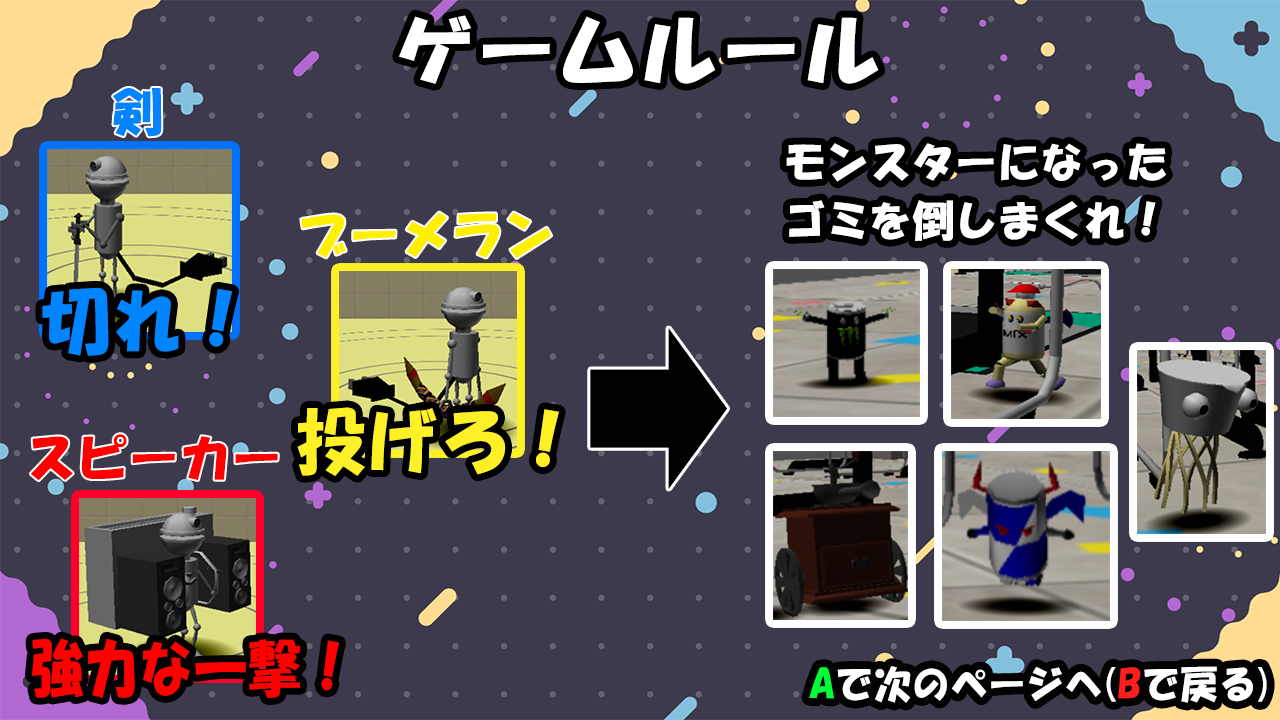 ゲームルール
剣
切れ！
ブーメラン
投げろ！
スピーカー
強力な一撃！
モンスターになった
ゴミを倒しまくれ！
MIX
Aで次のページへ(Bで戻る)